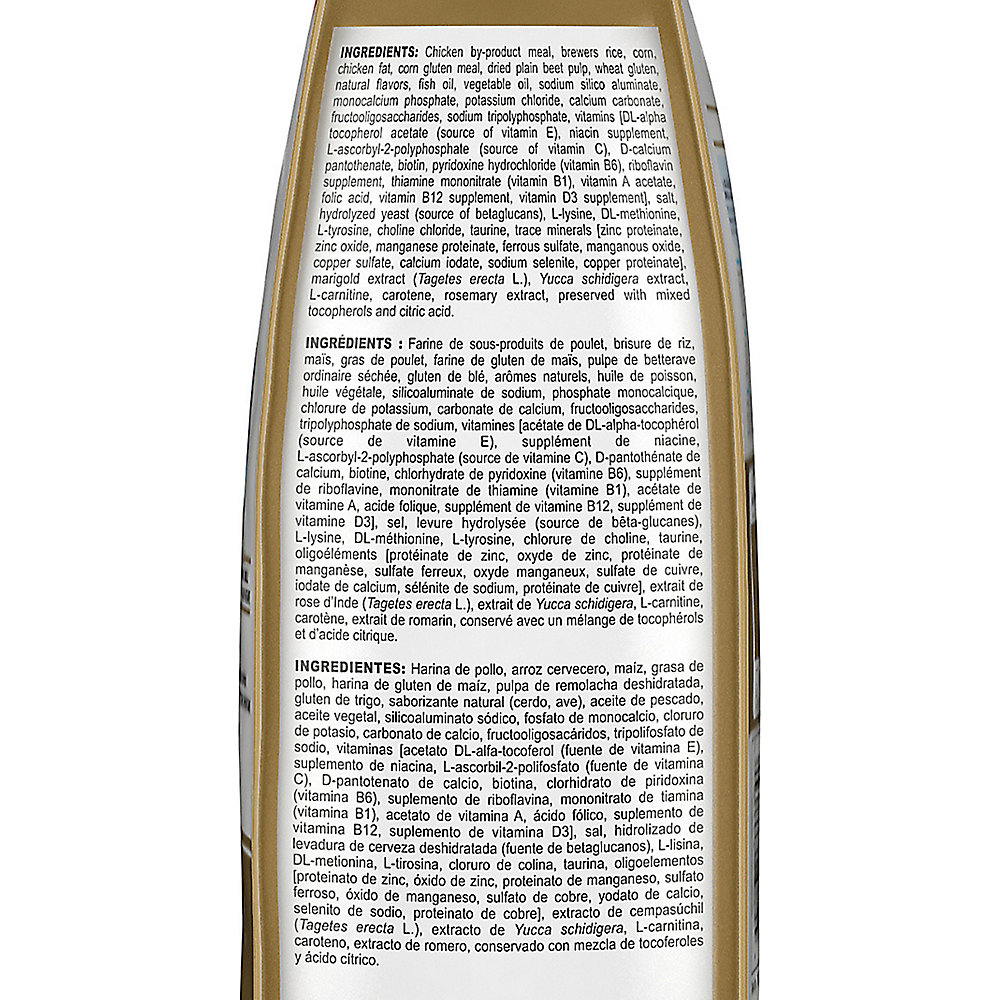 INGREDIENTS: Chicken by-product meal, brewers rice, corn,
chicken fat, corn gluten meal, dried plain beet pulp, wheat gluten,
natural flavors, fish oil, vegetable oil, sodium silico aluminate,
monocalcium phosphate, potassium chloride, calcium carbonate,
fructooligosaccharides, sodium tripolyphosphate, vitamins [DL-alpha
tocopherol acetate (source of vitamin E), niacin supplement,
L-ascorbyl-2-polyphosphate (source of vitamin C), D-calcium
pantothenate, biotin, pyridoxine hydrochloride (vitamin B6), riboflavin
supplement, thiamine mononitrate (vitamin B1), vitamin A acetate,
folic acid, vitamin B12 supplement, vitamin D3 supplement], salt,
hydrolyzed yeast (source of betaglucans), L-lysine, DL-methionine,
L-tyrosine, choline chloride, taurine, trace minerals [zinc proteinate,
zinc oxide, manganese proteinate, ferrous sulfate, manganous oxide,
copper sulfate, calcium iodate, sodium selenite, copper proteinate],
marigold extract (Tagetes erecta L.), Yucca schidigera extract,
L-carnitine, carotene, rosemary extract, preserved with mixed
tocopherols and citric acid.
INGRÉDIENTS : Farine de sous-produits de poulet, brisure de riz,
maïs, gras de poulet, farine de gluten de maïs, pulpe de betterave
ordinaire séchée, gluten de blé, arômes naturels, huile de poisson,
huile végétale, silicoaluminate de sodium, phosphate monocalcique,
chlorure de potassium, carbonate de calcium, fructooligosaccharides,
tripolyphosphate de sodium, vitamines [acétate de DL-alpha-tocophérol
(source de vitamine E), supplément de niacine,
L-ascorbyl-2-polyphosphate (source de vitamine C), D-pantothénate de
calcium, biotine, chlorhydrate de pyridoxine (vitamine B6), supplément
de riboflavine, mononitrate de thiamine (vitamine B1), acétate de
vitamine A, acide folique, supplément de vitamine B12, supplément de
vitamine D3], sel, levure hydrolysée (source de bêta-glucanes),
L-lysine, DL-méthionine, L-tyrosine, chlorure de choline, taurine,
oligoéléments [protéinate de zinc, oxyde de zinc, protéinate de
manganèse, sulfate ferreux, oxyde manganeux, sulfate de cuivre,
iodate de calcium, sélénite de sodium, protéinate de cuivre], extrait de
rose d'Inde (Tagetes erecta L.), extrait de Yucca schidigera, L-carnitine,
carotène, extrait de romarin, conservé avec un mélange de tocophérols
et d'acide citrique.
INGREDIENTES: Harina de pollo, arroz cervecero, maíz, grasa de
pollo, harina de gluten de maíz, pulpa de remolacha deshidratada,
gluten de trigo, saborizante natural (cerdo, ave), aceite de pescado,
aceite vegetal, silicoaluminato sódico, fosfato de monocalcio, cloruro
de potasio, carbonato de calcio, fructooligosacáridos, tripolifosfato de
sodio, vitaminas [acetato DL-alfa-tocoferol (fuente de vitamina E),
suplemento de niacina, L-ascorbil-2-polifosfato (fuente de vitamina
C), D-pantotenato de calcio, biotina, clorhidrato de piridoxina
(vitamina B6), suplemento de riboflavina, mononitrato de tiamina
(vitamina B1), acetato de vitamina A, ácido fólico, suplemento de
vitamina B12, suplemento de vitamina D3], sal, hidrolizado de
levadura de cerveza deshidratada (fuente de betaglucanos), L-lisina,
DL-metionina, L-tirosina, cloruro de colina, taurina, oligoelementos
[proteinato de zinc, óxido de zinc, proteinato de manganeso, sulfato
ferroso, óxido de manganeso, sulfato de cobre, yodato de calcio,
selenito de sodio, proteinato de cobre], extracto de cempasúchil
(Tagetes erecta L.), extracto de Yucca schidigera, L-carnitina,
caroteno, extracto de romero, conservado con mezcla de tocoferoles
y ácido cítrico.